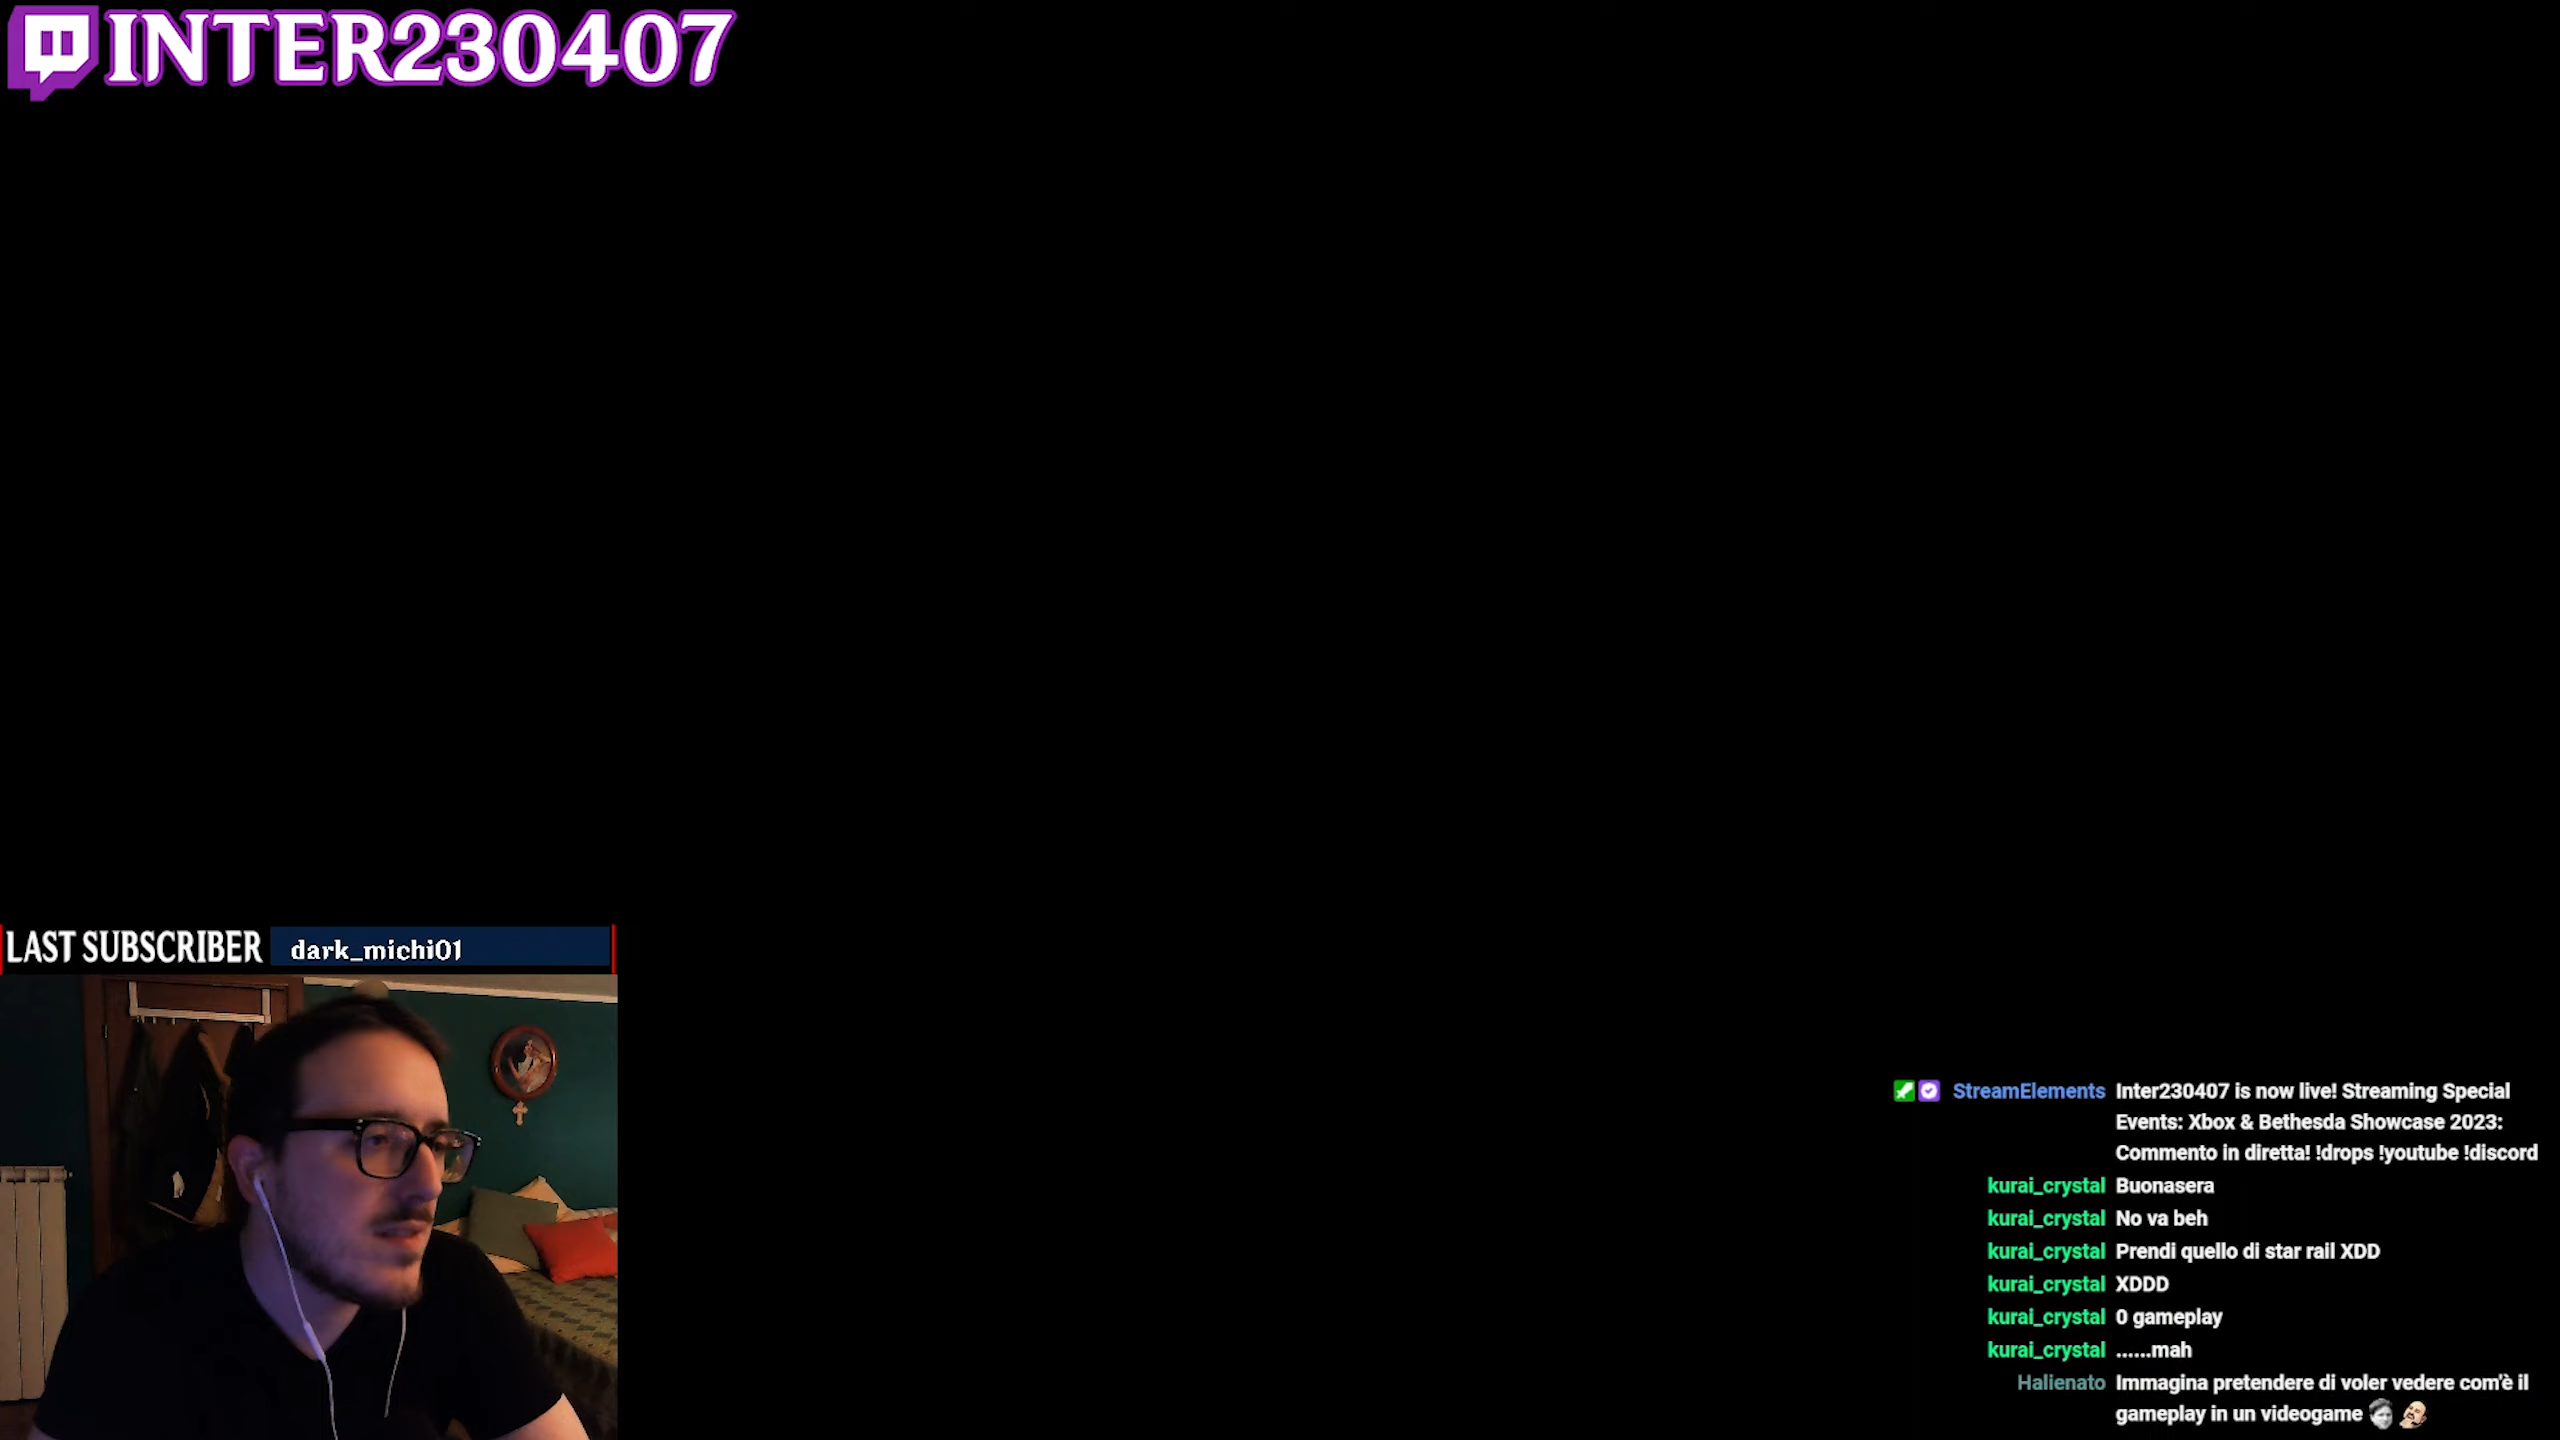 INTER230407
LAST SUBSCRIBER dark_michi01
StreamElements Inter230407 is now live! Streaming Special
Events: Xbox & Bethesda Showcase 2023:
Commento in diretta! !drops !youtube !discord
kurai_crystal Buonasera
kurai_crystal No va beh
kurai_crystal Prendi quello di star rail XDD
kurai_crystal XDDD
kurai_crystal 0 gameplay
kurai_crystal ......mah
Halienato Immagina pretendere di voler vedere com'è il
gameplay in un videogame